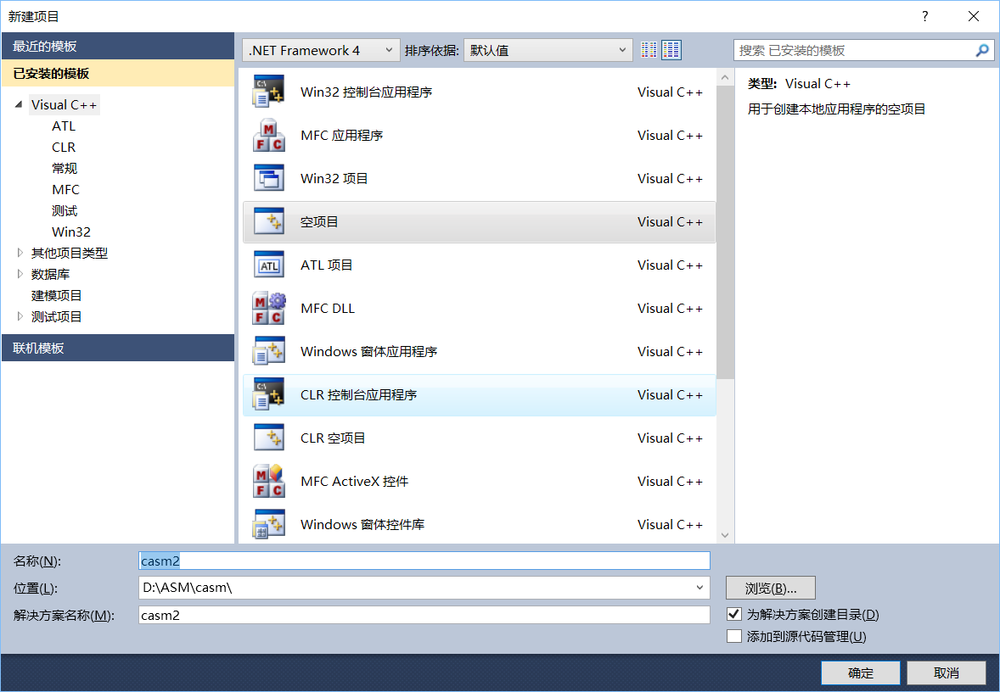 新建项目
?
最近的模板
已安装的模板
Visual C++
ATL
CLR
常规
MFC
测试
Win32
其他项目类型
数据库
建模项目
测试项目
联机模板
.NET Framework 4 排序依据: 默认值
Win32 控制台应用程序 Visual C++
MFC 应用程序 Visual C++
Win32 项目 Visual C++
空项目 Visual C++
ATL 项目 Visual C++
MFC DLL Visual C++
Windows 窗体应用程序 Visual C++
CLR 控制台应用程序 Visual C++
CLR 空项目 Visual C++
MFC ActiveX 控件 Visual C++
Windows 窗体控件库 Visual C++
搜索 已安装的模板
类型: Visual C++
用于创建本地应用程序的空项目
名称(N): casm2
位置(L): D:\ASM\casm\ 浏览(B)...
解决方案名称(M): casm2 为解决方案创建目录(D)
添加到源代码管理(U)
确定 取消